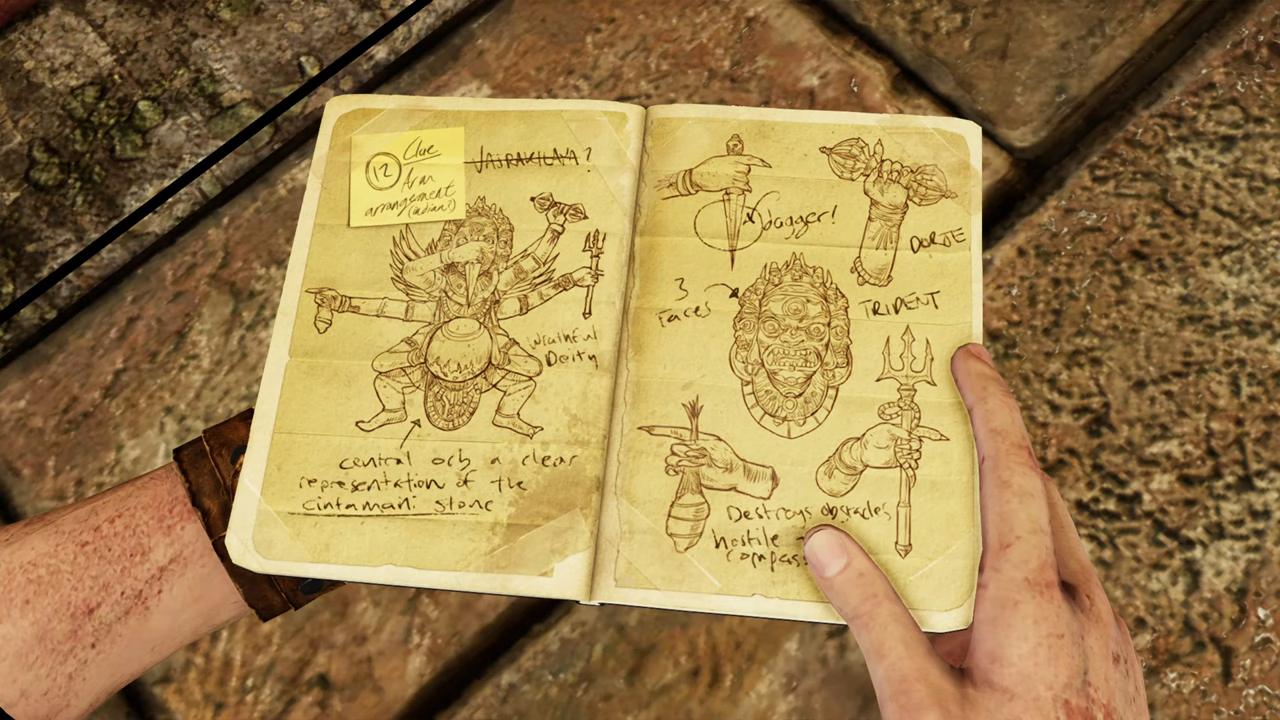 12
Clue
Arm
arrangement
(indian?)
VAJRAKILAYA?
Wrathful
Deity
central orb a clear
representation of the
cintamani stone
dagger!
DORJE
3
Faces
TRIDENT
Destroys obstacles
hostile
compass